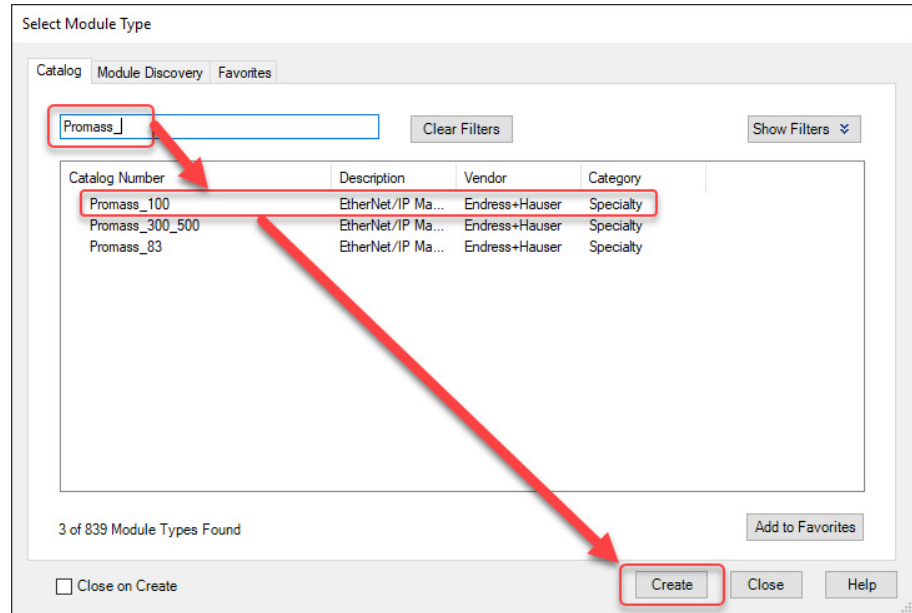 Select Module Type
Catalog Module Discovery Favorites
Promass_ Clear Filters Show Filters
Catalog Number Description Vendor Category
Promass_100 EtherNet/IP Ma... Endress+Hauser Specialty
Promass_300_500 EtherNet/IP Ma... Endress+Hauser Specialty
Promass_83 EtherNet/IP Ma... Endress+Hauser Specialty
3 of 839 Module Types Found Add to Favorites
Close on Create Create Close Help